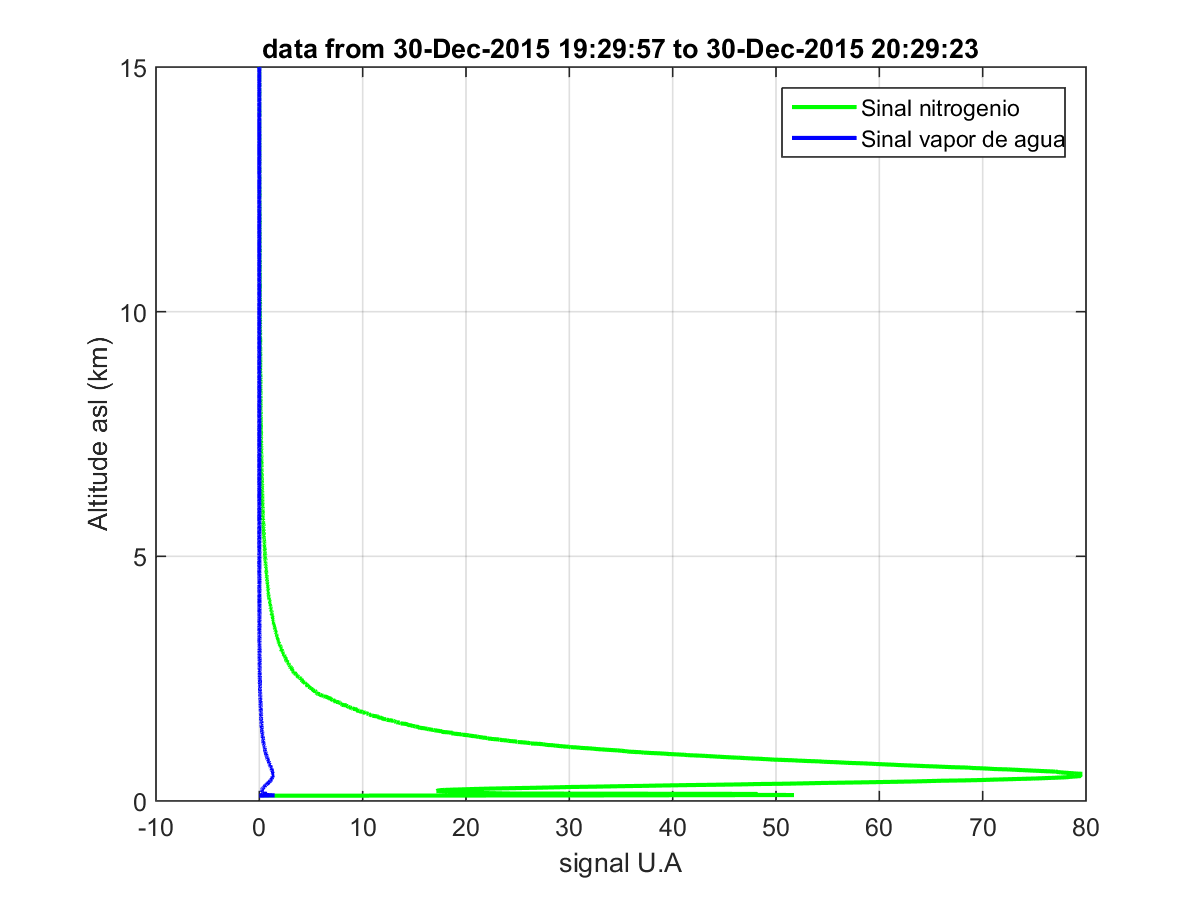 data from 30-Dec-2015 19:29:57 to 30-Dec-2015 20:29:23
Sinal nitrogenio
Sinal vapor de agua
15
10
5
0
Altitude asl (km)
-10 0 10 20 30 40 50 60 70 80
signal U.A